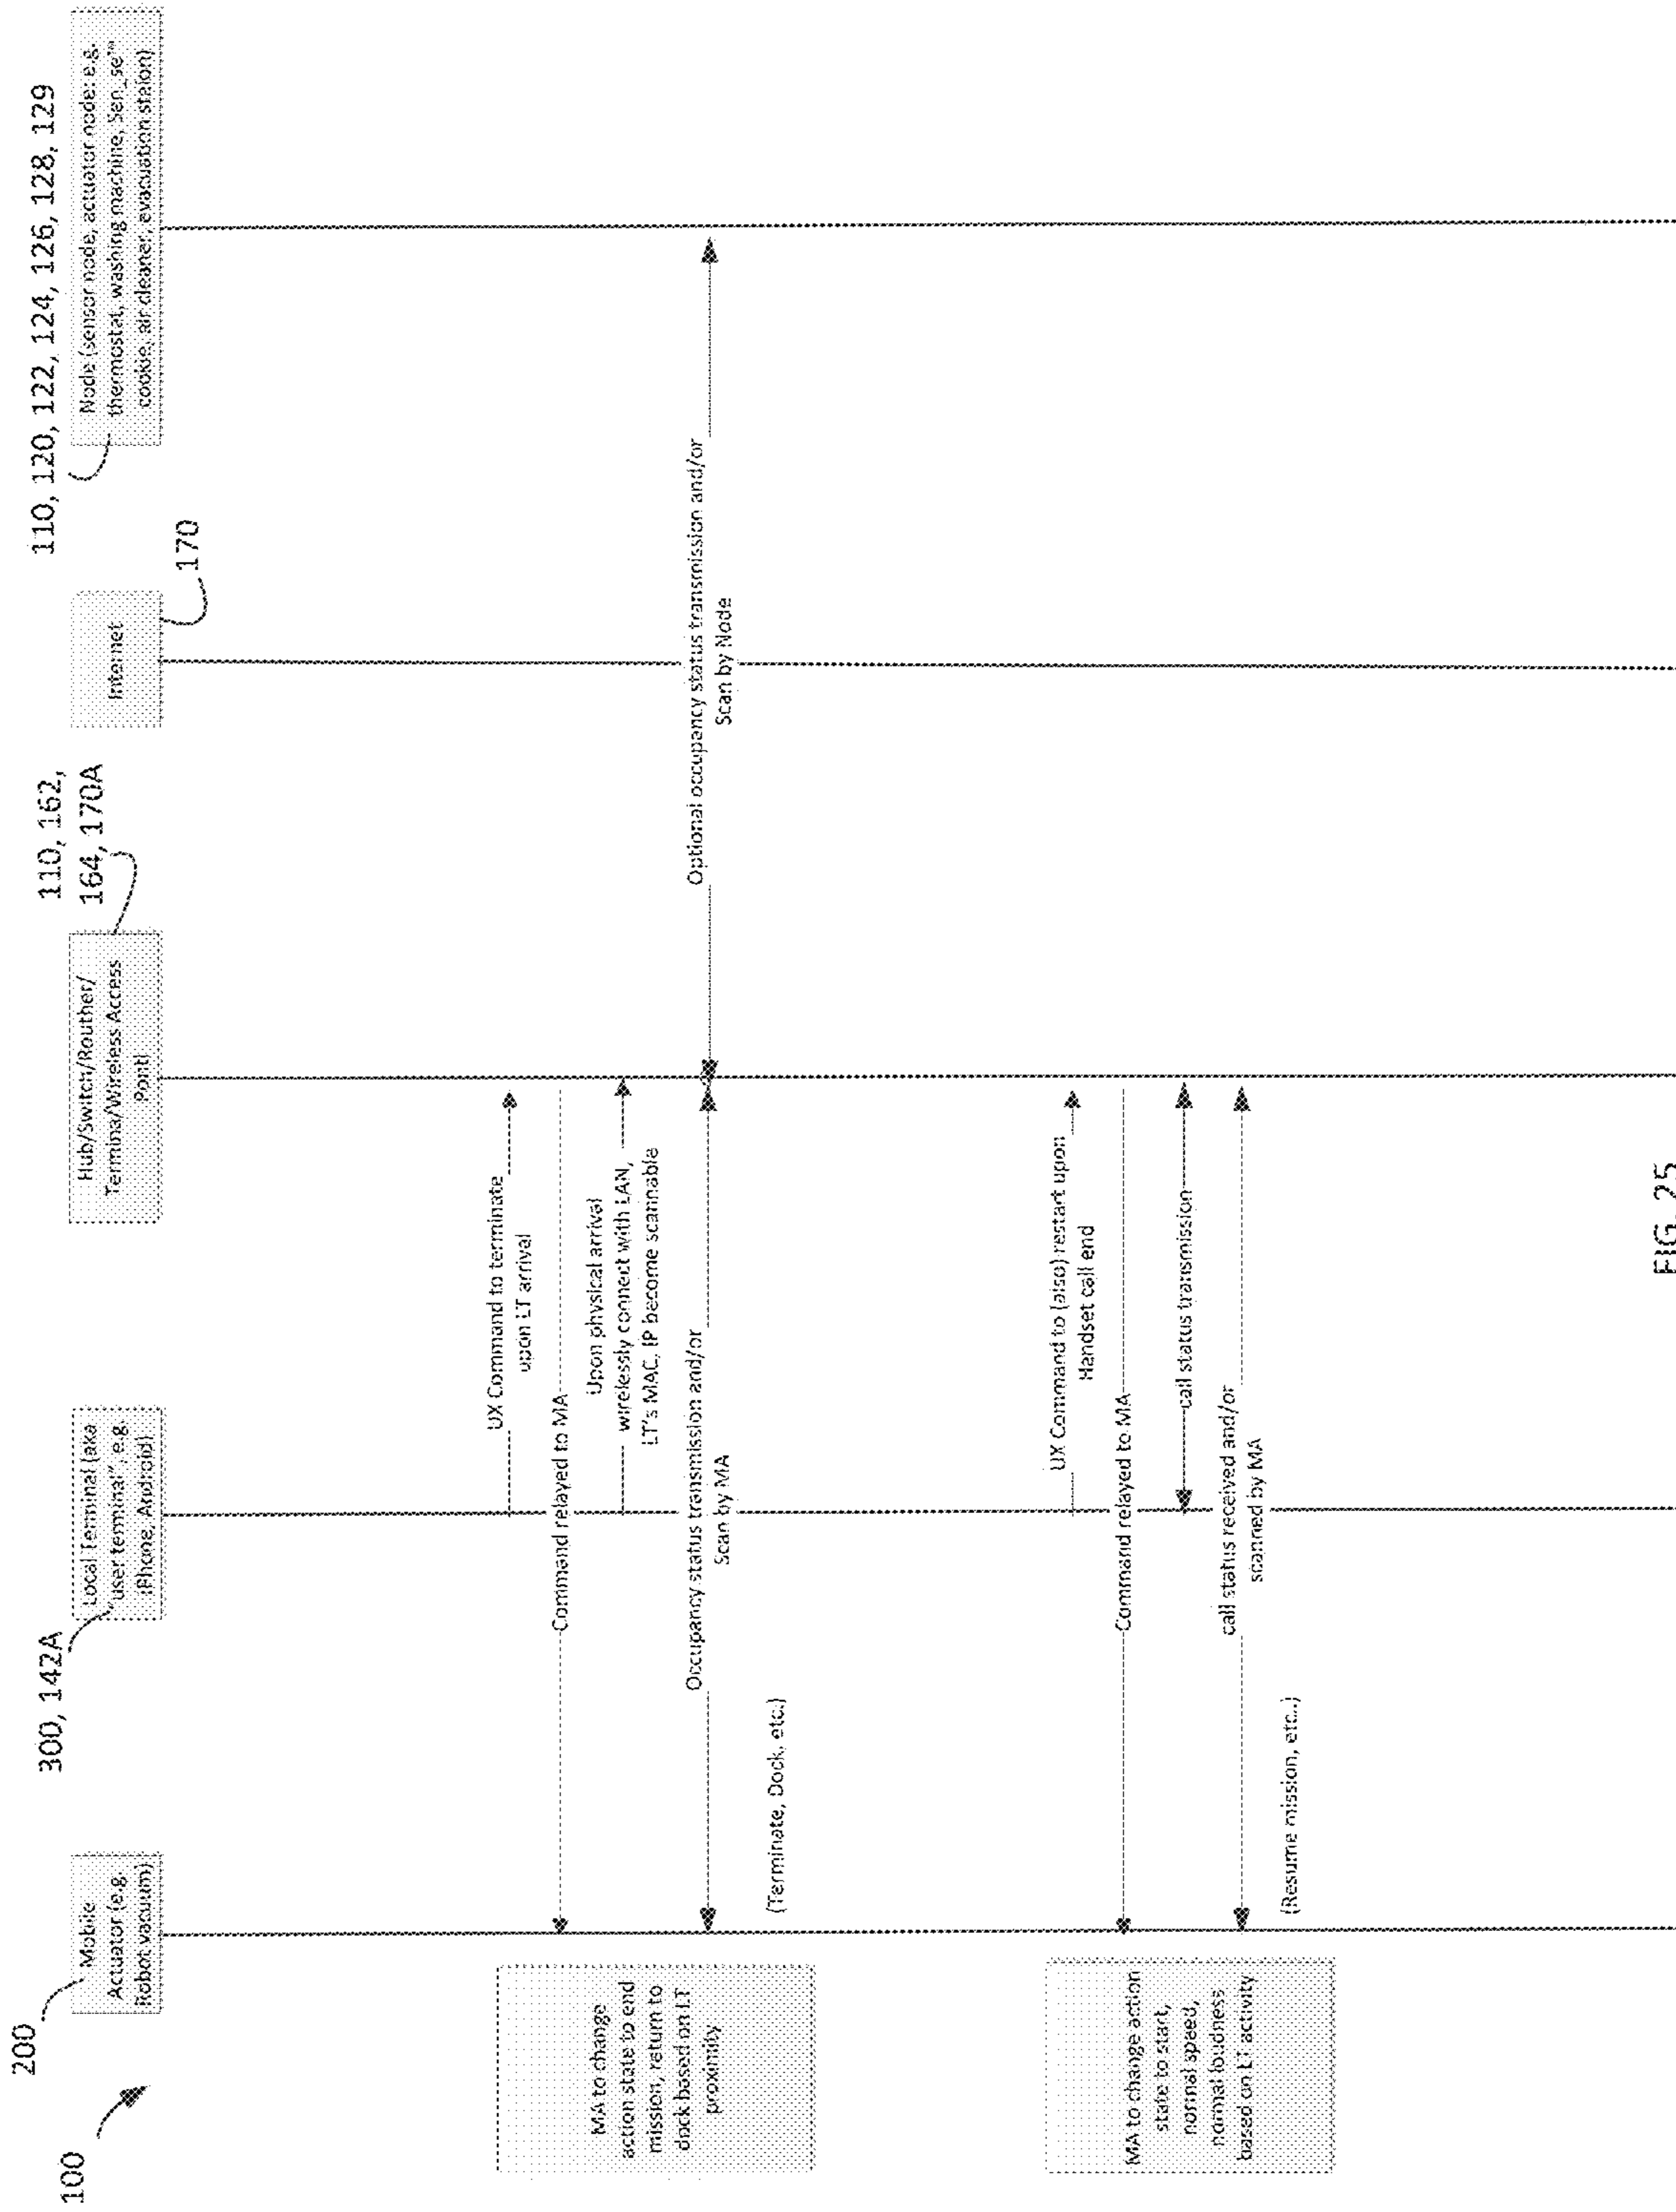 100
200
Mobile
Actuator (e.g.
Robot vacuum)
300, 142A
Local Terminal (aka
"user terminal", e.g.
iPhone, Android)
110, 162,
164, 170A
Hub/Switch/Routher/
Termina/Wireless Access
Pontl
170
Internet
110, 120, 122, 124, 126, 128, 129
Node (sensor node, actuator node: e.g.
thermostat, washing machine, Sen_se™
cookie, air cleaner, evacuation staion)
MA to change
action state to end
mission, return to
dock based on LT
proximity
UX Command to terminate
upon LT arrival
Command relayed to MA
Upon physical arrival
wirelessly connect with LAN,
LT's MAC, IP become scannable
Occupancy status transmission and/or
Scan by MA
Optional occupancy status transmission and/or
Scan by Node
(Terminate, Dock, etc.)
MA to change action
state to start,
normal speed,
normal loudness
based on LT activity
UX Command to (also) restart upon
Handset call end
Command relayed to MA
call status transmission
call status received and/or
scanned by MA
(Resume mission, etc..)
FIG. 25